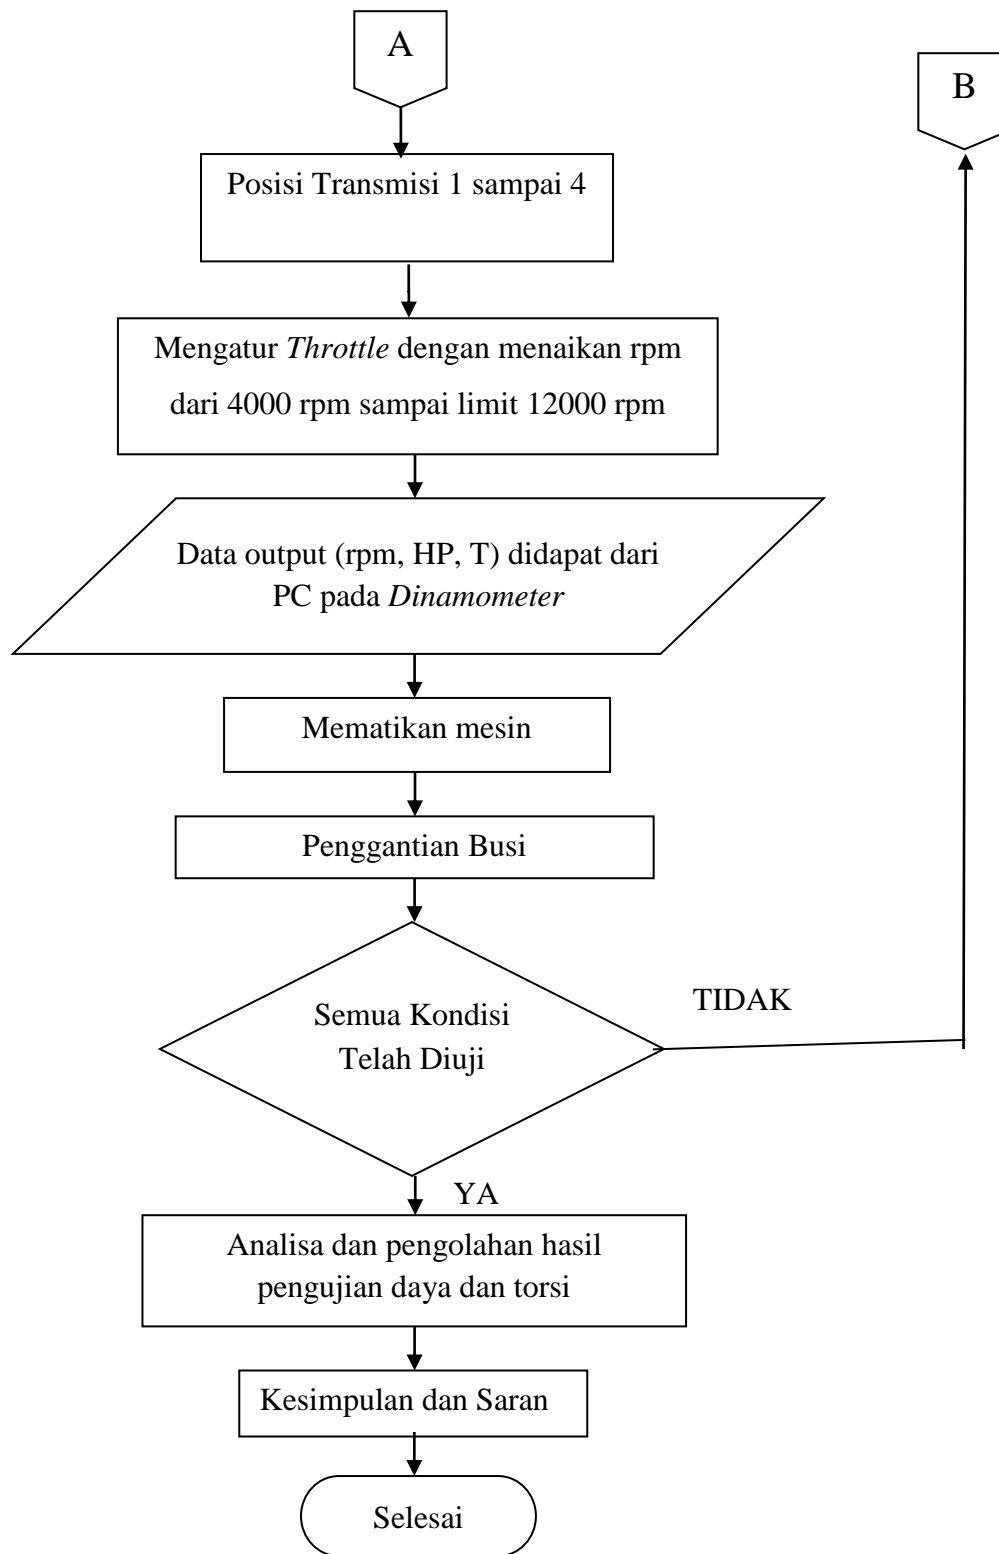 A
B
Posisi Transmisi 1 sampai 4
Mengatur Throttle dengan menaikan rpm
dari 4000 rpm sampai limit 12000 rpm
Data output (rpm, HP, T) didapat dari
PC pada Dinamometer
Mematikan mesin
Penggantian Busi
Semua Kondisi
Telah Diuji
TIDAK
YA
Analisa dan pengolahan hasil
pengujian daya dan torsi
Kesimpulan dan Saran
Selesai